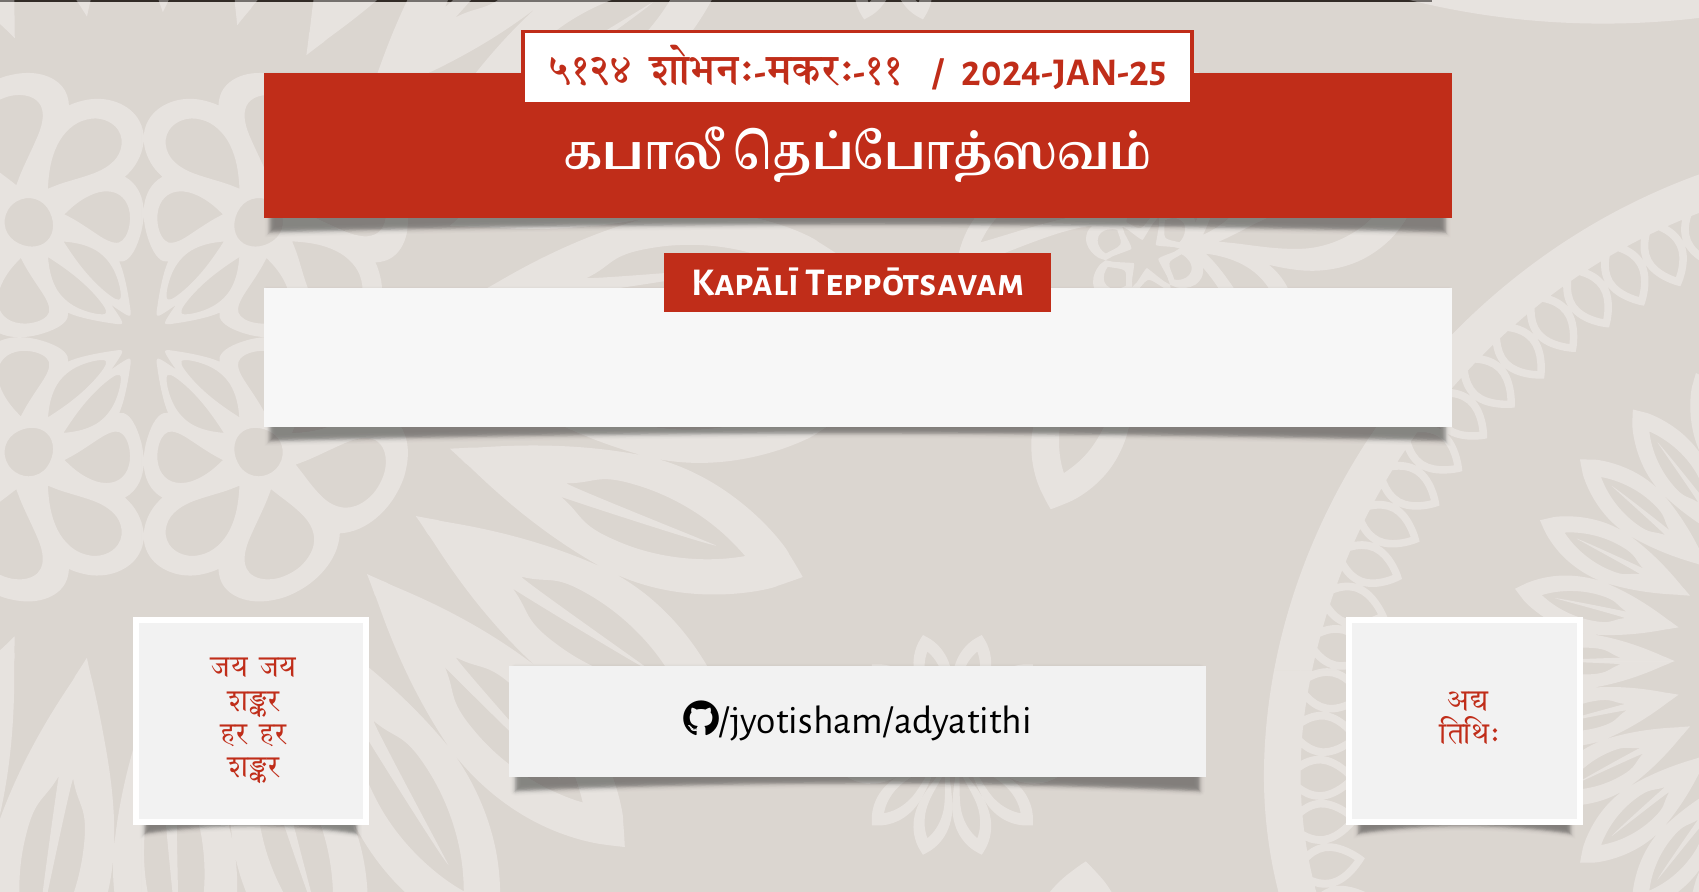 ५१२४ शोभनः-मकरः-११ / 2024-JAN-25
கபாலீ தெப்போத்ஸவம்
Kapālī Teppōtsavam
जय जय
शङ्कर
हर हर
शङ्कर
/jyotisham/adyatithi
अद्य
तिथिः